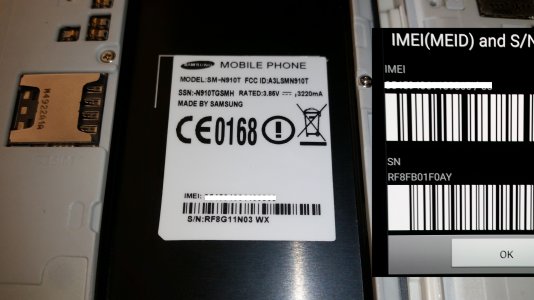 SAMSUNG MOBILE PHONE
MODEL:SM-N910T FCC ID:A3LSMN910T
SSN:-N910TGSMH RATED:3.85V ⎓ ,3220mA
MADE BY SAMSUNG
CE0168
IMEI:
S/N:RF8G11N03 WX
M492291A
IMEI(MEID) and S/N
IMEI
SN
RF8FB01F0AY
OK